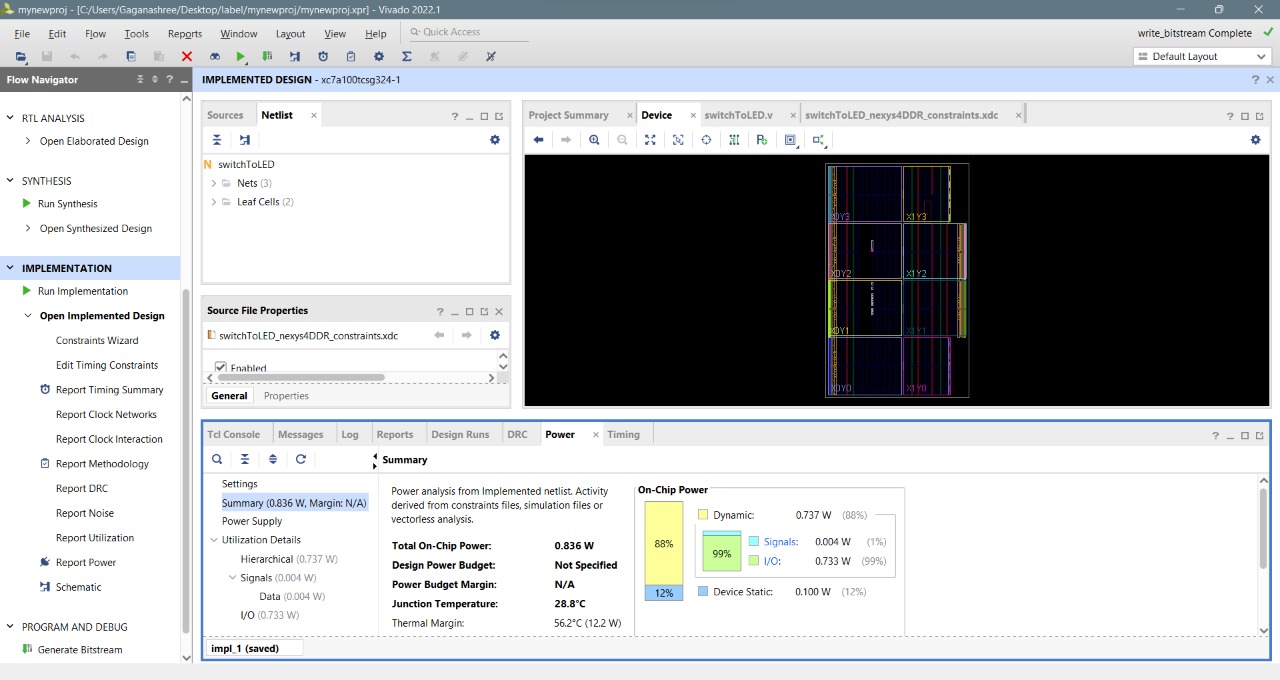 mynewproj - [C:/Users/Gaganashree/Desktop/label/mynewproj/mynewproj.xpr] - Vivado 2022.1
File Edit Flow Tools Reports Window Layout View Help Quick Access
write_bitstream Complete
Default Layout
Flow Navigator
IMPLEMENTED DESIGN - xc7a100tcsg324-1
RTL ANALYSIS
Open Elaborated Design
SYNTHESIS
Run Synthesis
Open Synthesized Design
IMPLEMENTATION
Run Implementation
Open Implemented Design
Constraints Wizard
Edit Timing Constraints
Report Timing Summary
Report Clock Networks
Report Clock Interaction
Report Methodology
Report DRC
Report Noise
Report Utilization
Report Power
Schematic
PROGRAM AND DEBUG
Generate Bitstream
Sources Netlist
N switchToLED
Nets (3)
Leaf Cells (2)
Source File Properties
switchToLED_nexys4DDR_constraints.xdc
Enabled
General Properties
Project Summary Device switchToLED.v switchToLED_nexys4DDR_constraints.xdc
X0Y3 X1Y3
X0Y2 X1Y2
X0Y1 X1Y1
X0Y0 X1Y0
Tcl Console Messages Log Reports Design Runs DRC Power Timing
Summary
Settings
Summary (0.836 W, Margin: N/A)
Power Supply
Utilization Details
Hierarchical (0.737 W)
Signals (0.004 W)
Data (0.004 W)
I/O (0.733 W)
Power analysis from Implemented netlist. Activity
derived from constraints files, simulation files or
vectorless analysis.
Total On-Chip Power: 0.836 W
Design Power Budget: Not Specified
Power Budget Margin: N/A
Junction Temperature: 28.8°C
Thermal Margin: 56.2°C (12.2 W)
On-Chip Power
88%
12%
99%
Dynamic: 0.737 W (88%)
Signals: 0.004 W (1%)
I/O: 0.733 W (99%)
Device Static: 0.100 W (12%)
impl_1 (saved)